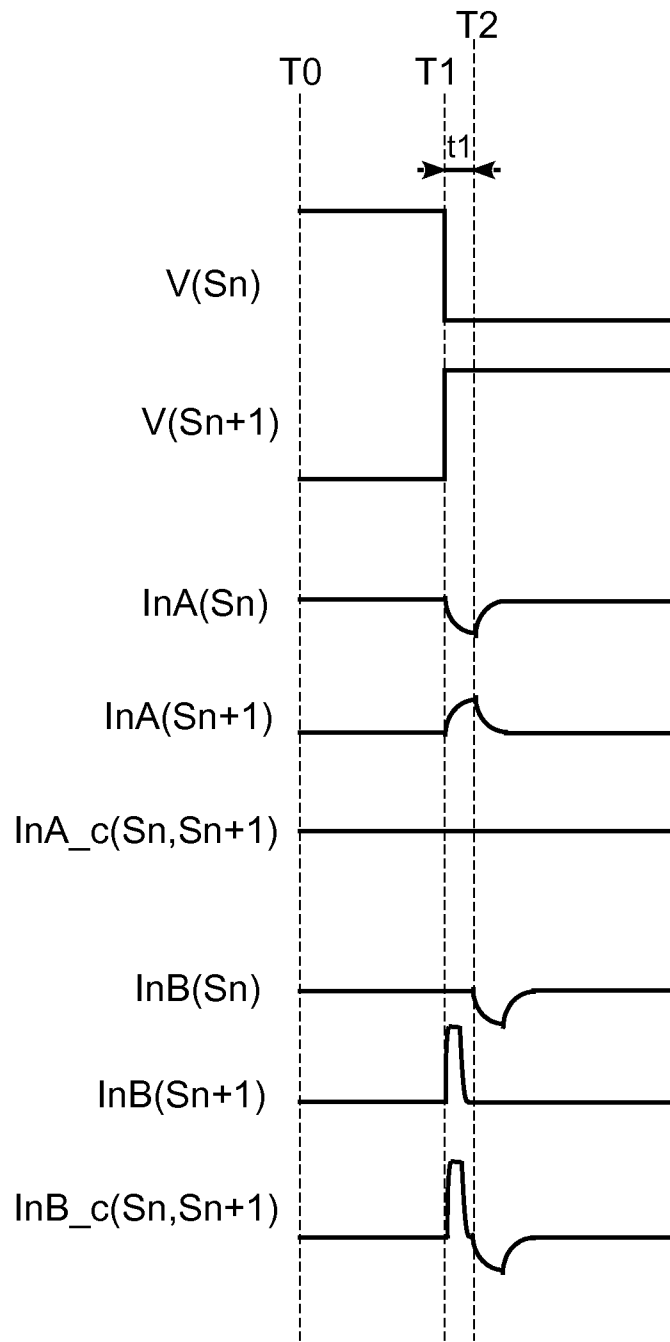 T2
T0
T1
t1
V(Sn)
V(Sn+1)
InA(Sn)
InA(Sn+1)
InA_c(Sn,Sn+1)
InB(Sn)
InB(Sn+1)
InB_c(Sn,Sn+1)